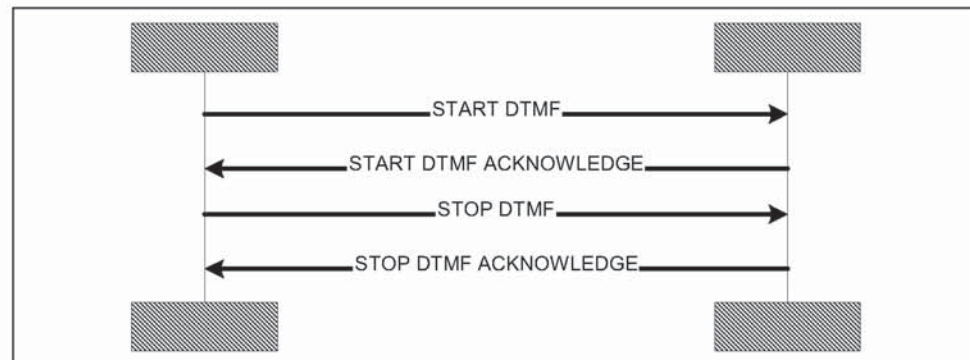 START DTMF
START DTMF ACKNOWLEDGE
STOP DTMF
STOP DTMF ACKNOWLEDGE